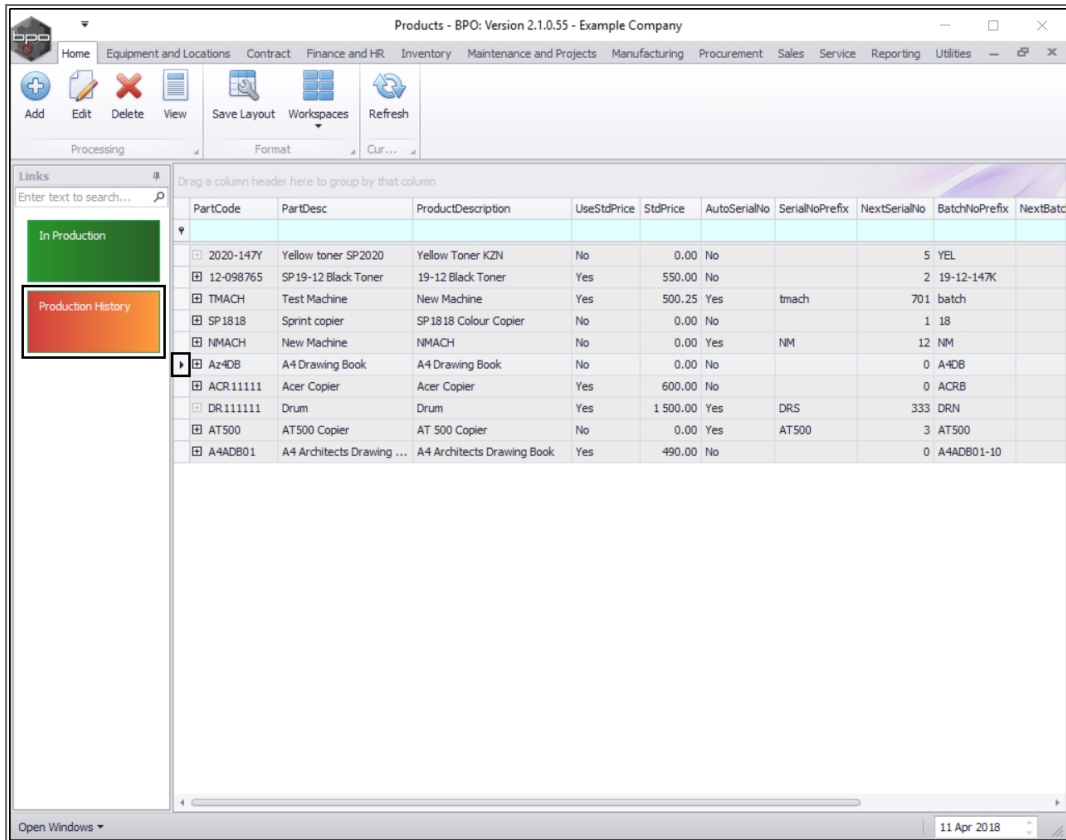 bpo
Products - BPO: Version 2.1.0.55 - Example Company
Home Equipment and Locations Contract Finance and HR Inventory Maintenance and Projects Manufacturing Procurement Sales Service Reporting Utilities
Add Edit Delete View Save Layout Workspaces Refresh
Processing Format Cur...
Links
Enter text to search...
In Production
Production History
Drag a column header here to group by that column
PartCode PartDesc ProductDescription UseStdPrice StdPrice AutoSerialNo SerialNoPrefix NextSerialNo BatchNoPrefix NextBatc
2020-147Y Yellow toner SP2020 Yellow Toner KZN No 0.00 No 5 YEL
12-098765 SP19-12 Black Toner 19-12 Black Toner Yes 550.00 No 2 19-12-147K
TMACH Test Machine New Machine Yes 500.25 Yes tmach 701 batch
SP1818 Sprint copier SP1818 Colour Copier No 0.00 No 1 18
NMACH New Machine NMACH No 0.00 Yes NM 12 NM
Az4DB A4 Drawing Book A4 Drawing Book No 0.00 No 0 A4DB
ACR11111 Acer Copier Acer Copier Yes 600.00 No 0 ACRB
DR111111 Drum Drum Yes 1 500.00 Yes DRS 333 DRN
AT500 AT500 Copier AT 500 Copier No 0.00 Yes AT500 3 AT500
A4ADB01 A4 Architects Drawing ... A4 Architects Drawing Book Yes 490.00 No 0 A4ADB01-10
Open Windows 11 Apr 2018